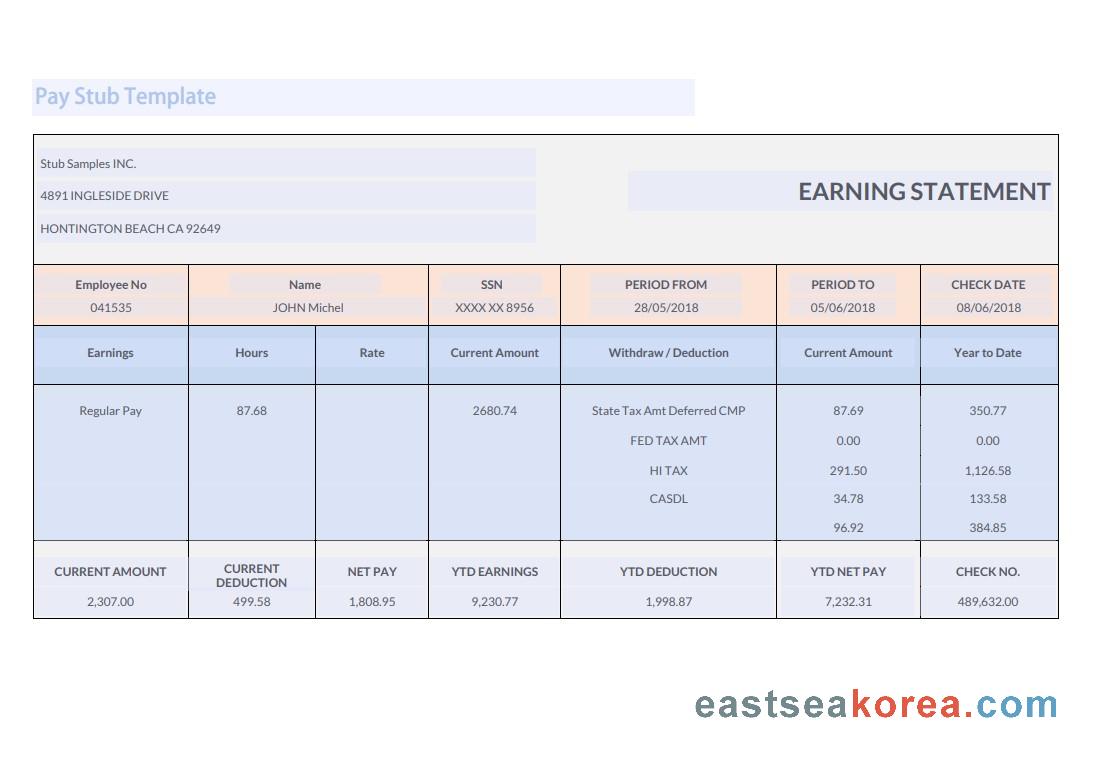 Pay Stub Template
Stub Samples INC.
4891 INGLESIDE DRIVE
EARNING STATEMENT
HONTINGTON BEACH CA 92649
Employee No Name SSN PERIOD FROM PERIOD TO CHECK DATE
041535 JOHN Michel XXXX XX 8956 28/05/2018 05/06/2018 08/06/2018
Earnings Hours Rate Current Amount Withdraw / Deduction Current Amount Year to Date
Regular Pay 87.68 2680.74 State Tax Amt Deferred CMP 87.69 350.77
FED TAX AMT 0.00 0.00
HI TAX 291.50 1,126.58
CASDL 34.78 133.58
96.92 384.85
CURRENT AMOUNT CURRENT DEDUCTION NET PAY YTD EARNINGS YTD DEDUCTION YTD NET PAY CHECK NO.
2,307.00 499.58 1,808.95 9,230.77 1,998.87 7,232.31 489,632.00
eastseakorea.com